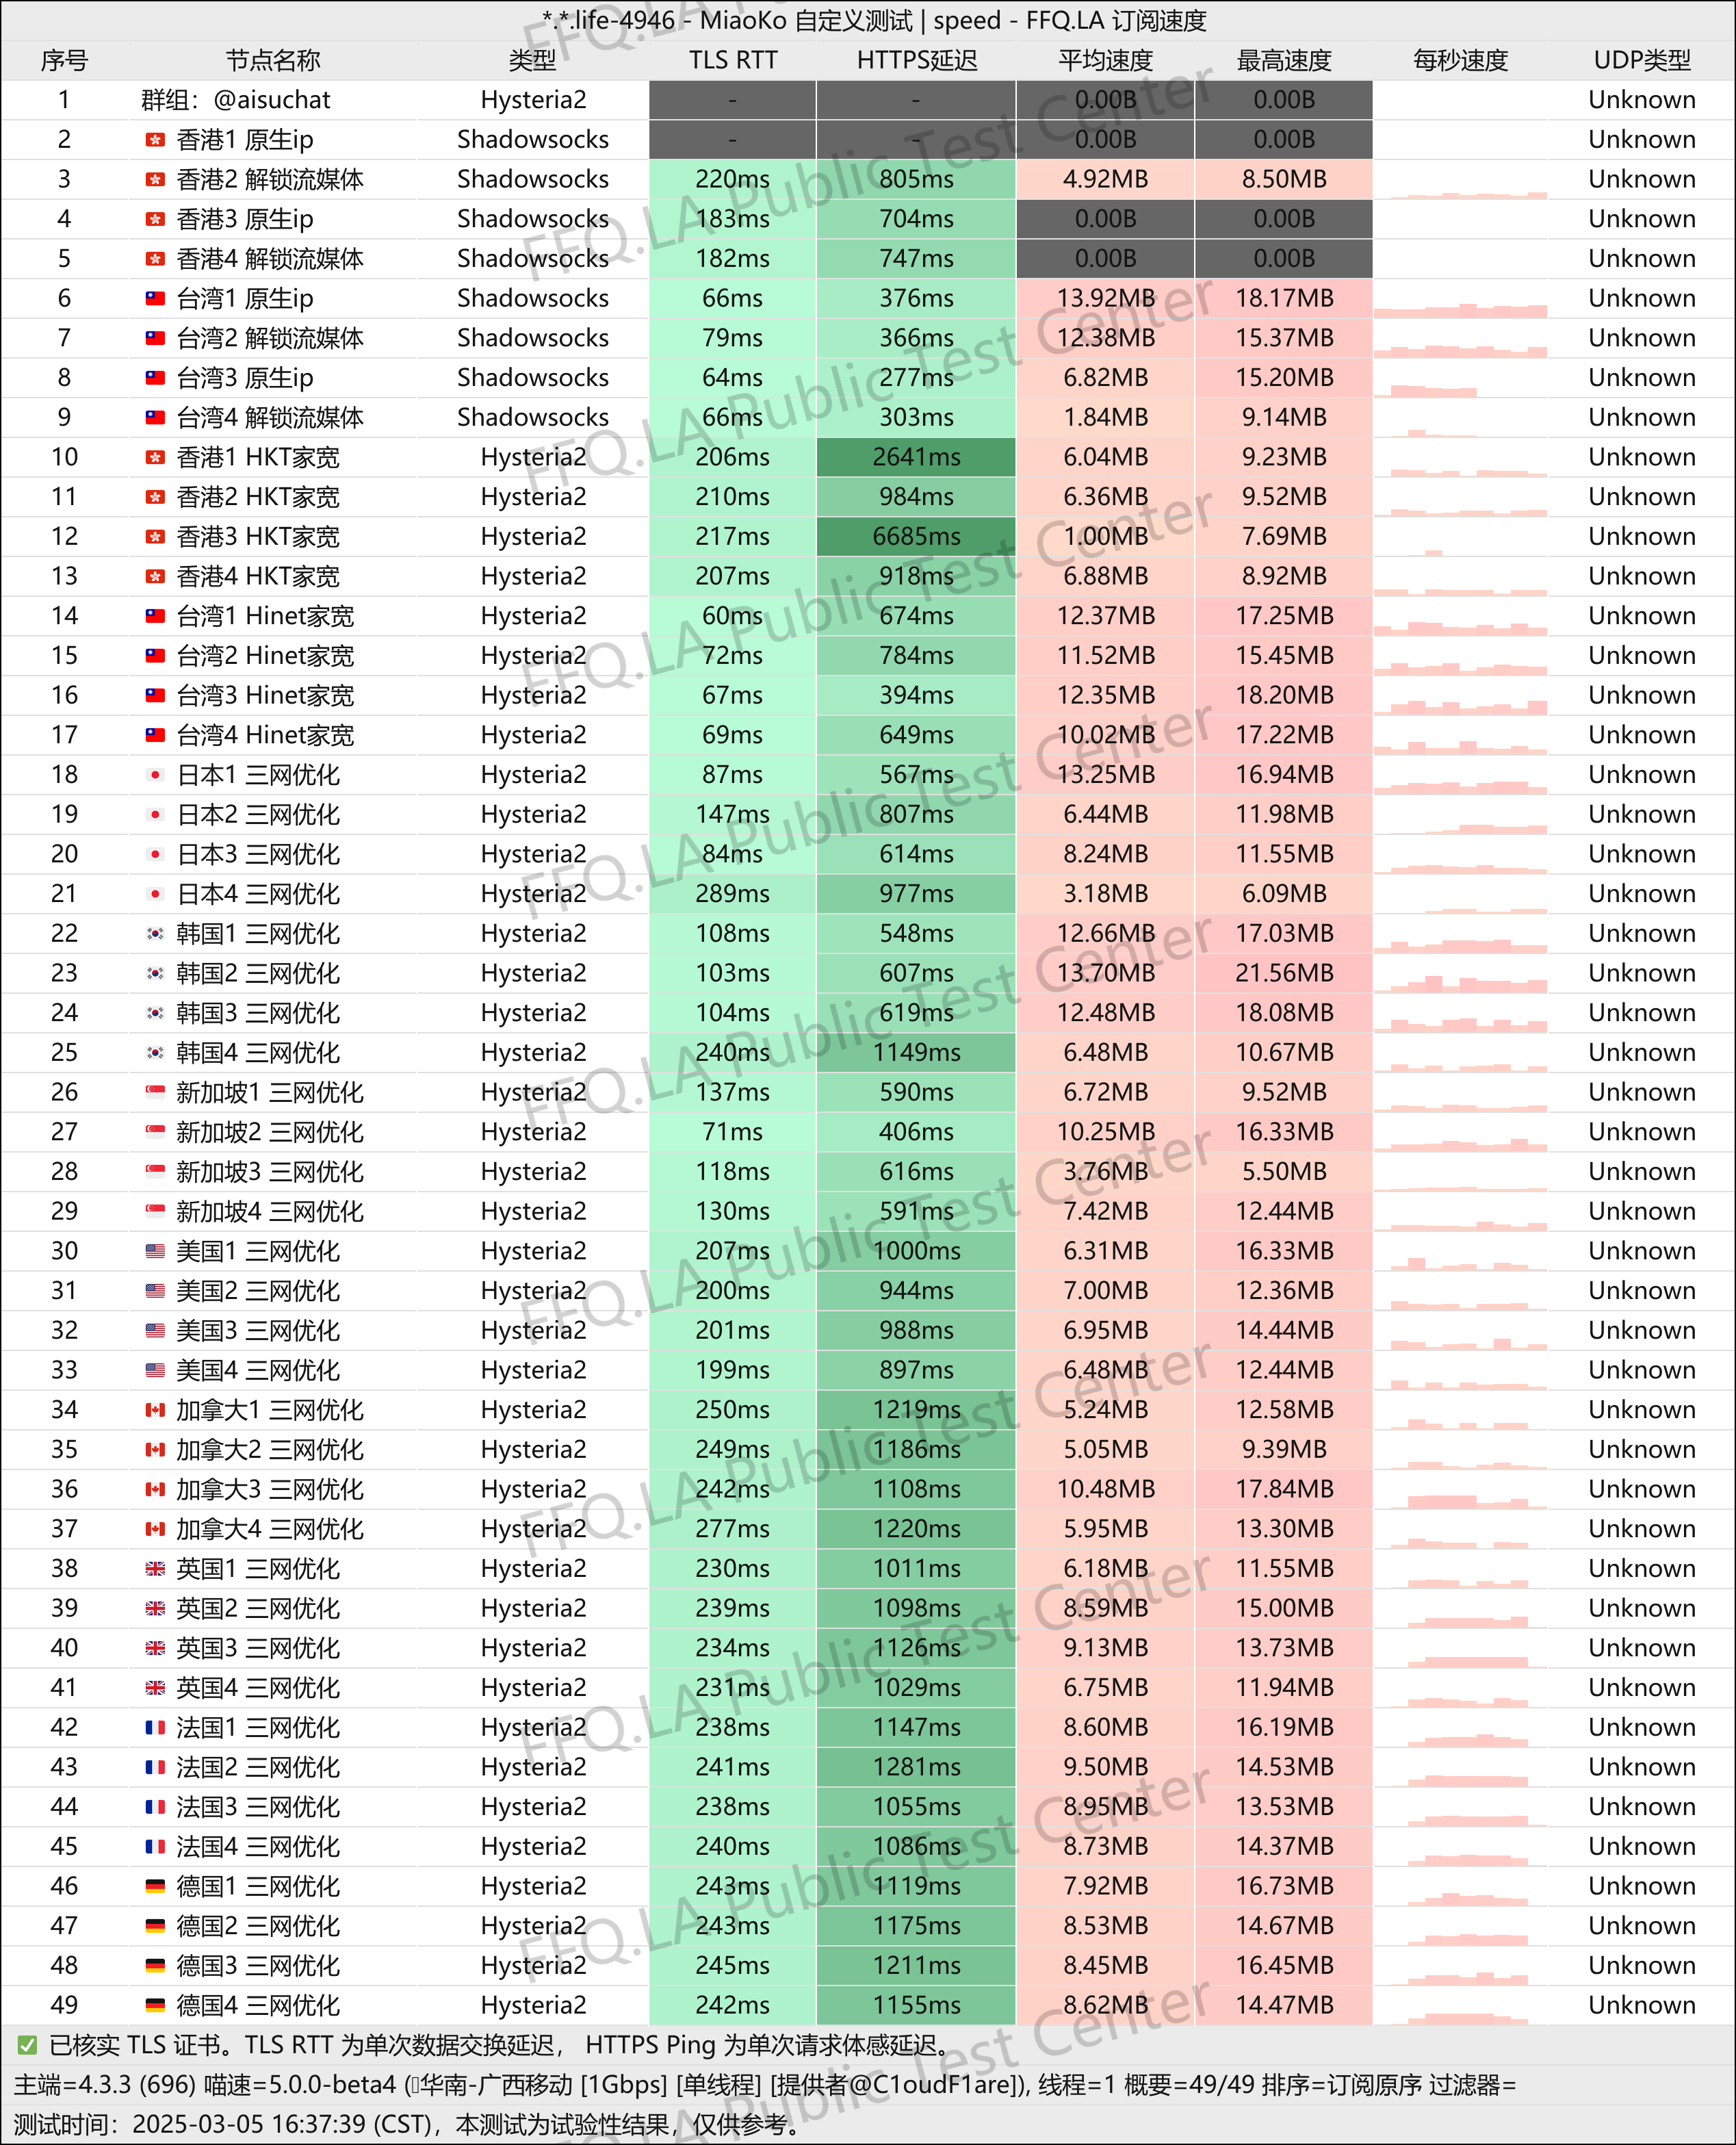 *.*.life-4946 - MiaoKo 自定义测试 | speed - FFQ.LA 订阅速度
序号 节点名称 类型 TLS RTT HTTPS延迟 平均速度 最高速度 每秒速度 UDP类型
1 群组：@aisuchat Hysteria2 - - 0.00B 0.00B Unknown
2 香港1 原生ip Shadowsocks - - 0.00B 0.00B Unknown
3 香港2 解锁流媒体 Shadowsocks 220ms 805ms 4.92MB 8.50MB Unknown
4 香港3 原生ip Shadowsocks 183ms 704ms 0.00B 0.00B Unknown
5 香港4 解锁流媒体 Shadowsocks 182ms 747ms 0.00B 0.00B Unknown
6 台湾1 原生ip Shadowsocks 66ms 376ms 13.92MB 18.17MB Unknown
7 台湾2 解锁流媒体 Shadowsocks 79ms 366ms 12.38MB 15.37MB Unknown
8 台湾3 原生ip Shadowsocks 64ms 277ms 6.82MB 15.20MB Unknown
9 台湾4 解锁流媒体 Shadowsocks 66ms 303ms 1.84MB 9.14MB Unknown
10 香港1 HKT家宽 Hysteria2 206ms 2641ms 6.04MB 9.23MB Unknown
11 香港2 HKT家宽 Hysteria2 210ms 984ms 6.36MB 9.52MB Unknown
12 香港3 HKT家宽 Hysteria2 217ms 6685ms 1.00MB 7.69MB Unknown
13 香港4 HKT家宽 Hysteria2 207ms 918ms 6.88MB 8.92MB Unknown
14 台湾1 Hinet家宽 Hysteria2 60ms 674ms 12.37MB 17.25MB Unknown
15 台湾2 Hinet家宽 Hysteria2 72ms 784ms 11.52MB 15.45MB Unknown
16 台湾3 Hinet家宽 Hysteria2 67ms 394ms 12.35MB 18.20MB Unknown
17 台湾4 Hinet家宽 Hysteria2 69ms 649ms 10.02MB 17.22MB Unknown
18 日本1 三网优化 Hysteria2 87ms 567ms 13.25MB 16.94MB Unknown
19 日本2 三网优化 Hysteria2 147ms 807ms 6.44MB 11.98MB Unknown
20 日本3 三网优化 Hysteria2 84ms 614ms 8.24MB 11.55MB Unknown
21 日本4 三网优化 Hysteria2 289ms 977ms 3.18MB 6.09MB Unknown
22 韩国1 三网优化 Hysteria2 108ms 548ms 12.66MB 17.03MB Unknown
23 韩国2 三网优化 Hysteria2 103ms 607ms 13.70MB 21.56MB Unknown
24 韩国3 三网优化 Hysteria2 104ms 619ms 12.48MB 18.08MB Unknown
25 韩国4 三网优化 Hysteria2 240ms 1149ms 6.48MB 10.67MB Unknown
26 新加坡1 三网优化 Hysteria2 137ms 590ms 6.72MB 9.52MB Unknown
27 新加坡2 三网优化 Hysteria2 71ms 406ms 10.25MB 16.33MB Unknown
28 新加坡3 三网优化 Hysteria2 118ms 616ms 3.76MB 5.50MB Unknown
29 新加坡4 三网优化 Hysteria2 130ms 591ms 7.42MB 12.44MB Unknown
30 美国1 三网优化 Hysteria2 207ms 1000ms 6.31MB 16.33MB Unknown
31 美国2 三网优化 Hysteria2 200ms 944ms 7.00MB 12.36MB Unknown
32 美国3 三网优化 Hysteria2 201ms 988ms 6.95MB 14.44MB Unknown
33 美国4 三网优化 Hysteria2 199ms 897ms 6.48MB 12.44MB Unknown
34 加拿大1 三网优化 Hysteria2 250ms 1219ms 5.24MB 12.58MB Unknown
35 加拿大2 三网优化 Hysteria2 249ms 1186ms 5.05MB 9.39MB Unknown
36 加拿大3 三网优化 Hysteria2 242ms 1108ms 10.48MB 17.84MB Unknown
37 加拿大4 三网优化 Hysteria2 277ms 1220ms 5.95MB 13.30MB Unknown
38 英国1 三网优化 Hysteria2 230ms 1011ms 6.18MB 11.55MB Unknown
39 英国2 三网优化 Hysteria2 239ms 1098ms 8.59MB 15.00MB Unknown
40 英国3 三网优化 Hysteria2 234ms 1126ms 9.13MB 13.73MB Unknown
41 英国4 三网优化 Hysteria2 231ms 1029ms 6.75MB 11.94MB Unknown
42 法国1 三网优化 Hysteria2 238ms 1147ms 8.60MB 16.19MB Unknown
43 法国2 三网优化 Hysteria2 241ms 1281ms 9.50MB 14.53MB Unknown
44 法国3 三网优化 Hysteria2 238ms 1055ms 8.95MB 13.53MB Unknown
45 法国4 三网优化 Hysteria2 240ms 1086ms 8.73MB 14.37MB Unknown
46 德国1 三网优化 Hysteria2 243ms 1119ms 7.92MB 16.73MB Unknown
47 德国2 三网优化 Hysteria2 243ms 1175ms 8.53MB 14.67MB Unknown
48 德国3 三网优化 Hysteria2 245ms 1211ms 8.45MB 16.45MB Unknown
49 德国4 三网优化 Hysteria2 242ms 1155ms 8.62MB 14.47MB Unknown
✅ 已核实 TLS 证书。TLS RTT 为单次数据交换延迟， HTTPS Ping 为单次请求体感延迟。
主端=4.3.3 (696) 喵速=5.0.0-beta4 (▯华南-广西移动 [1Gbps] [单线程] [提供者@C1oudF1are]), 线程=1 概要=49/49 排序=订阅原序 过滤器=
测试时间：2025-03-05 16:37:39 (CST)，本测试为试验性结果，仅供参考。
FFQ.LA Public Test Center